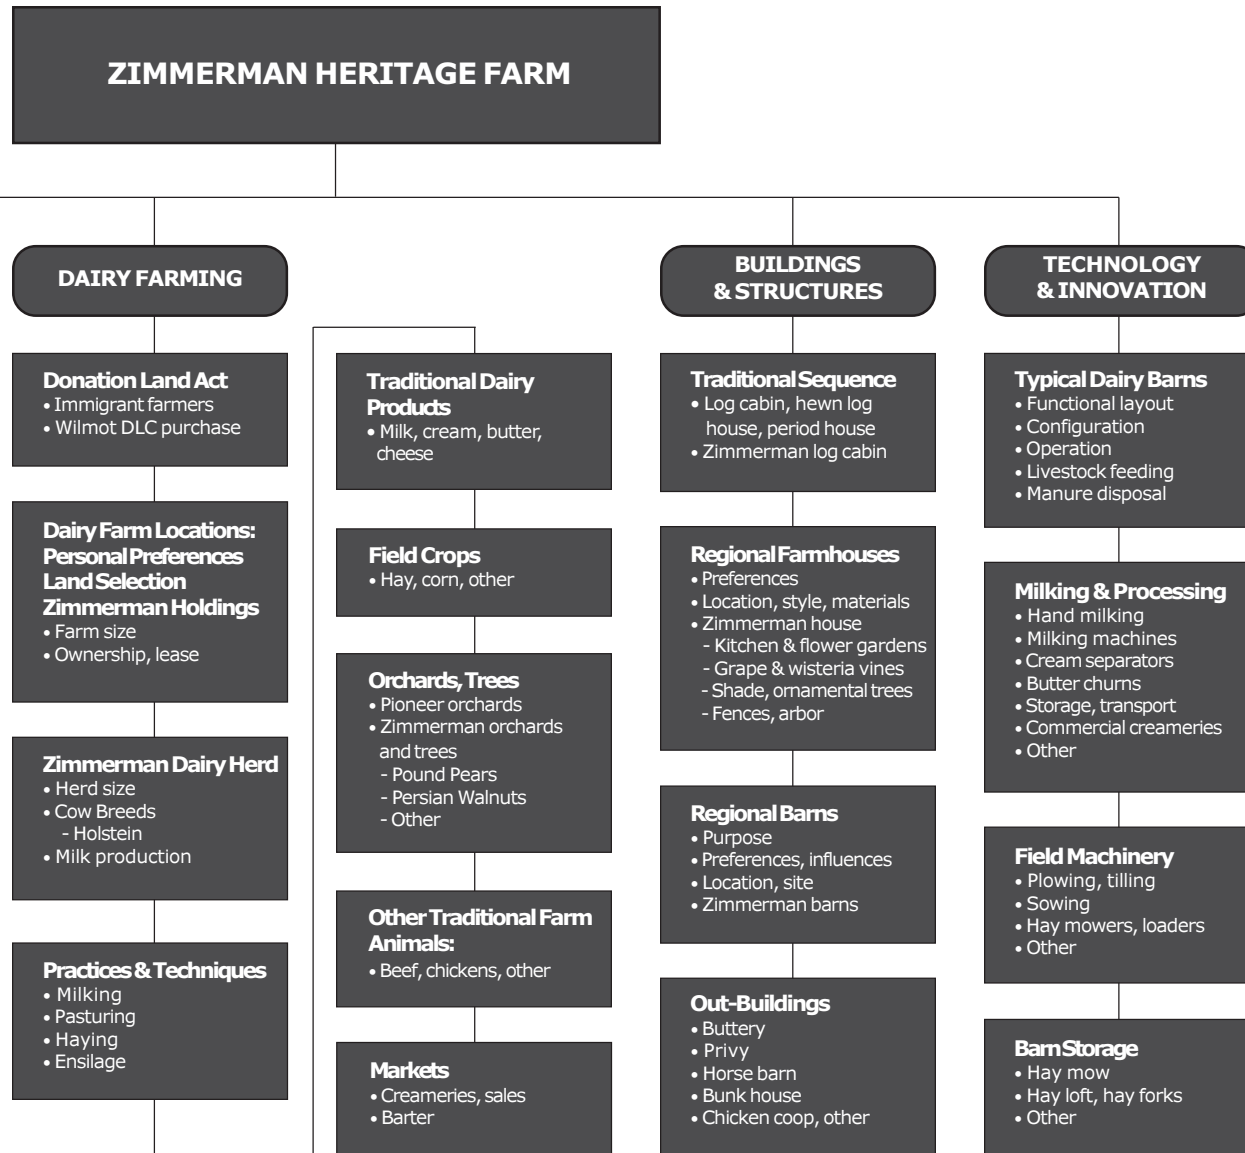 ZIMMERMAN HERITAGE FARM
DAIRY FARMING
Donation Land Act
• Immigrant farmers
• Wilmot DLC purchase
Dairy Farm Locations:
Personal Preferences
Land Selection
Zimmerman Holdings
• Farm size
• Ownership, lease
Zimmerman Dairy Herd
• Herd size
• Cow Breeds
- Holstein
• Milk production
Practices & Techniques
• Milking
• Pasturing
• Haying
• Ensilage
Traditional Dairy
Products
• Milk, cream, butter,
cheese
Field Crops
• Hay, corn, other
Orchards, Trees
• Pioneer orchards
• Zimmerman orchards
and trees
- Pound Pears
- Persian Walnuts
- Other
Other Traditional Farm
Animals:
• Beef, chickens, other
Markets
• Creameries, sales
• Barter
BUILDINGS
& STRUCTURES
Traditional Sequence
• Log cabin, hewn log
house, period house
• Zimmerman log cabin
Regional Farmhouses
• Preferences
• Location, style, materials
• Zimmerman house
- Kitchen & flower gardens
- Grape & wisteria vines
- Shade, ornamental trees
- Fences, arbor
Regional Barns
• Purpose
• Preferences, influences
• Location, site
• Zimmerman barns
Out-Buildings
• Buttery
• Privy
• Horse barn
• Bunk house
• Chicken coop, other
TECHNOLOGY
& INNOVATION
Typical Dairy Barns
• Functional layout
• Configuration
• Operation
• Livestock feeding
• Manure disposal
Milking & Processing
• Hand milking
• Milking machines
• Cream separators
• Butter churns
• Storage, transport
• Commercial creameries
• Other
Field Machinery
• Plowing, tilling
• Sowing
• Hay mowers, loaders
• Other
Barn Storage
• Hay mow
• Hay loft, hay forks
• Other